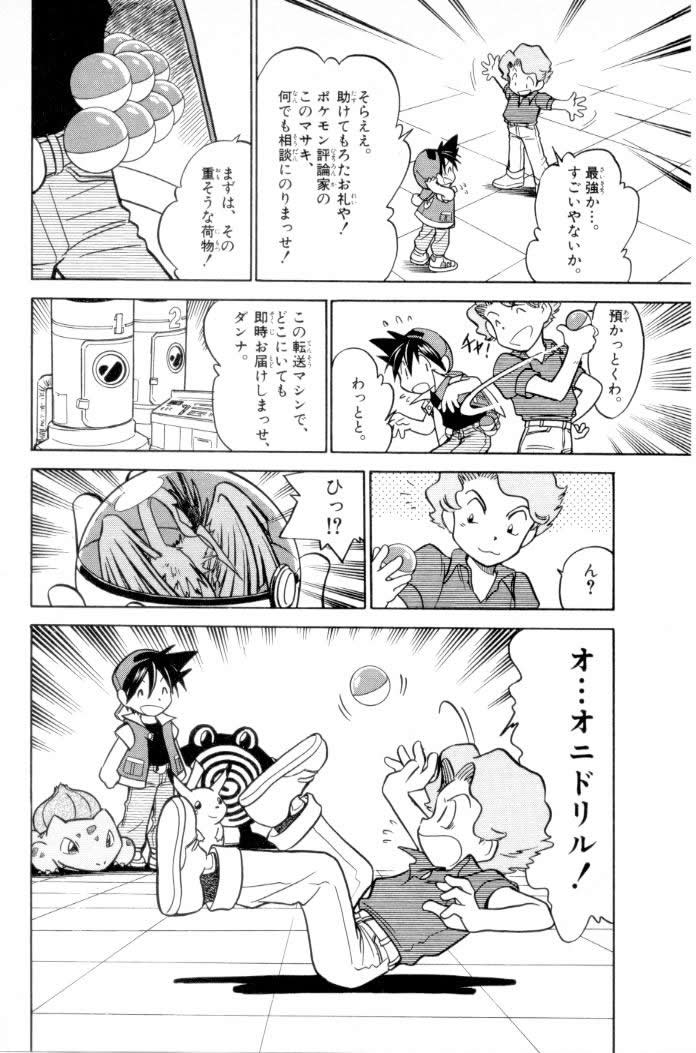 最強か…。
すごいやないか。
そらええ。
助けてもろたお礼や!
ポケモン評論家の
このマサキ、
何でも相談にのりまっせ!
まずは、その
重そうな荷物!
預かっとくわ。
わっとと。
この転送マシンで、
どこにいても
即時お届けしまっせ、
ダンナ。
1
2
ん?
ひっ!?
オ…オニドリル!